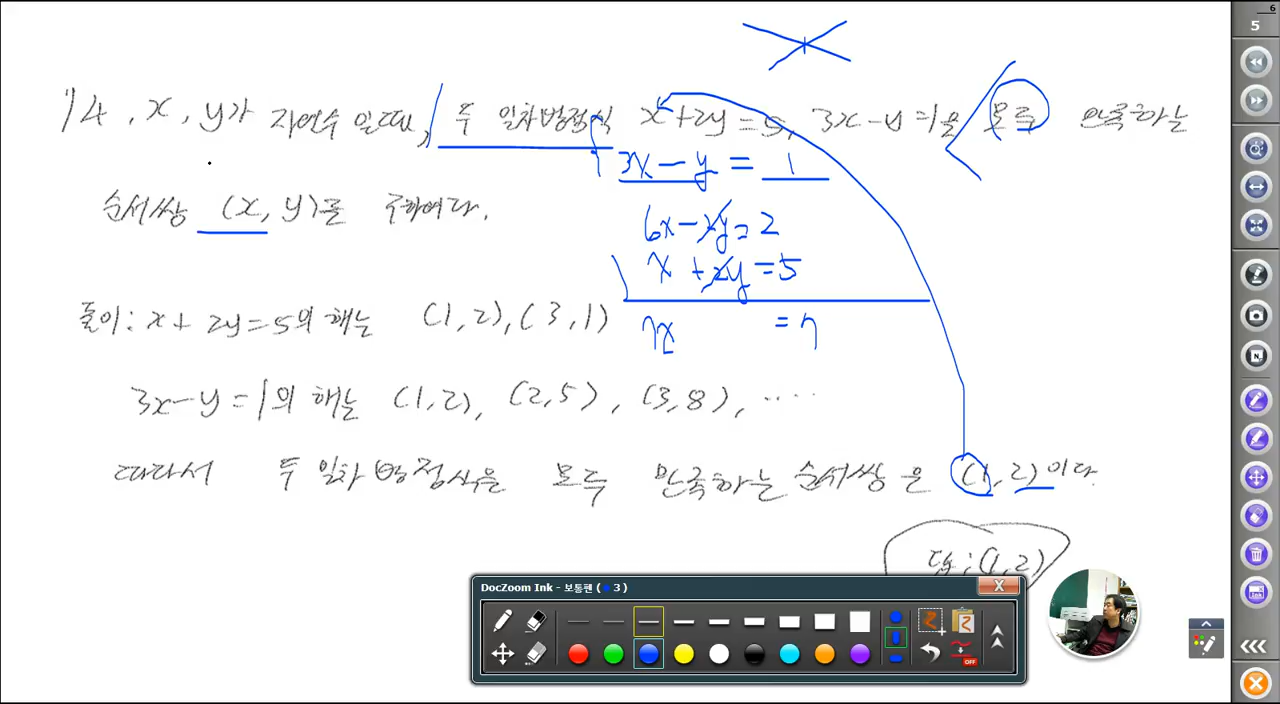 14. x, y가 자연수 일때, 두 일차방정식 x+2y=5, 3x-y=1을 모두 만족하는
3x-y=1
순서쌍 (x, y)를 구하여라.
6x-2y=2
x+2y=5
7x =7
풀이: x+2y=5의 해는 (1,2),(3,1)
3x-y=1의 해는 (1,2), (2,5), (3,8), ....
따라서 두 일차방정식을 모두 만족하는 순서쌍은 (1,2)이다.
답:(1,2)
DocZoom Ink - 보통펜 ( 3 )
OFF
6
5
N
Ink